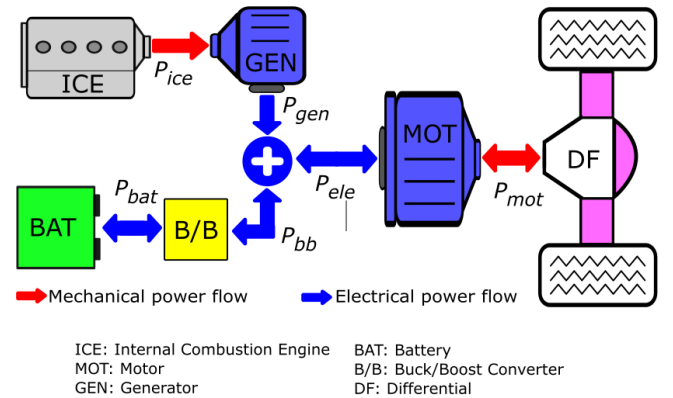 ICE
P_ice
GEN
P_gen
MOT
P_ele
P_mot
DF
BAT
P_bat
B/B
P_bb
Mechanical power flow
Electrical power flow
ICE: Internal Combustion Engine
MOT: Motor
GEN: Generator
BAT: Battery
B/B: Buck/Boost Converter
DF: Differential